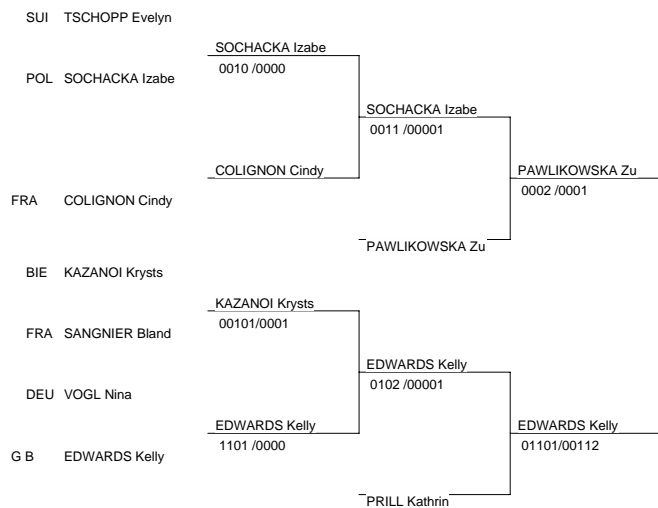 SUI TSCHOPP Evelyn
SOCHACKA Izabe
0010 /0000
POL SOCHACKA Izabe
SOCHACKA Izabe
0011 /00001
COLIGNON Cindy
PAWLIKOWSKA Zu
0002 /0001
FRA COLIGNON Cindy
PAWLIKOWSKA Zu
BIE KAZANOI Krysts
KAZANOI Krysts
00101/0001
FRA SANGNIER Bland
EDWARDS Kelly
0102 /00001
DEU VOGL Nina
EDWARDS Kelly
1101 /0000
EDWARDS Kelly
01101/00112
G B EDWARDS Kelly
PRILL Kathrin